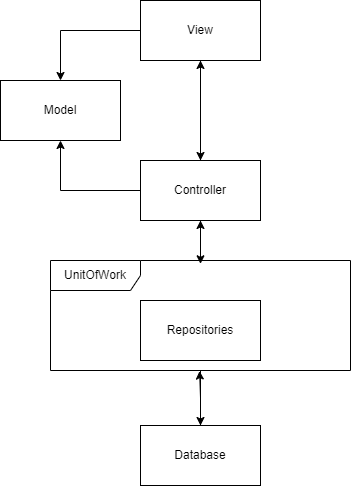 View
Model
Controller
UnitOfWork
Repositories
Database